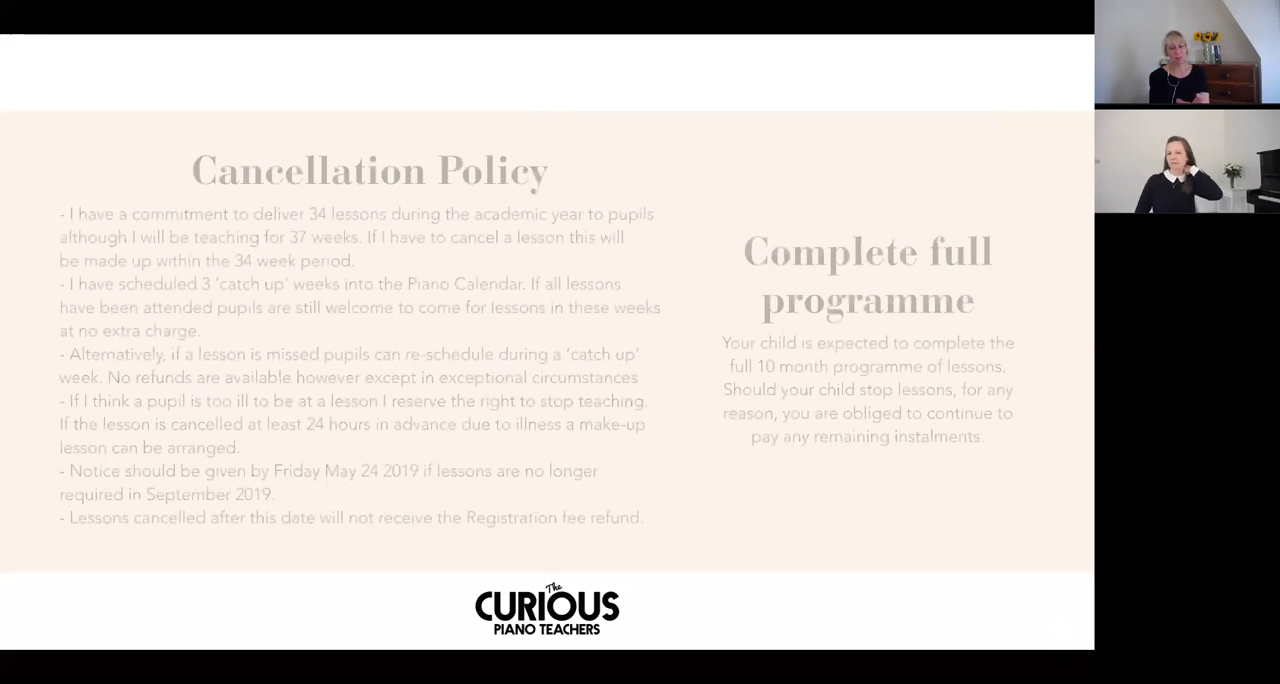 Cancellation Policy
- I have a commitment to deliver 34 lessons during the academic year to pupils
although I will be teaching for 37 weeks. If I have to cancel a lesson this will
be made up within the 34 week period.
- I have scheduled 3 ‘catch up’ weeks into the Piano Calendar. If all lessons
have been attended pupils are still welcome to come for lessons in these weeks
at no extra charge.
- Alternatively, if a lesson is missed pupils can re-schedule during a ‘catch up’
week. No refunds are available however except in exceptional circumstances
- If I think a pupil is too ill to be at a lesson I reserve the right to stop teaching.
If the lesson is cancelled at least 24 hours in advance due to illness a make-up
lesson can be arranged.
- Notice should be given by Friday May 24 2019 if lessons are no longer
required in September 2019.
- Lessons cancelled after this date will not receive the Registration fee refund.
Complete full
programme
Your child is expected to complete the
full 10 month programme of lessons.
Should your child stop lessons, for any
reason, you are obliged to continue to
pay any remaining instalments.
The
CURIOUS
PIANO TEACHERS